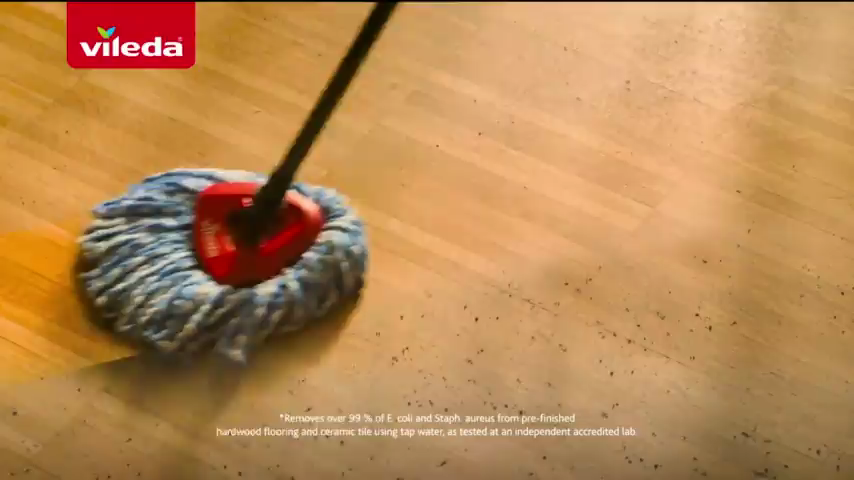 vileda
*Removes over 99 % of E. coli and Staph. aureus from pre-finished
hardwood flooring and ceramic tile using tap water, as tested at an independent accredited lab.